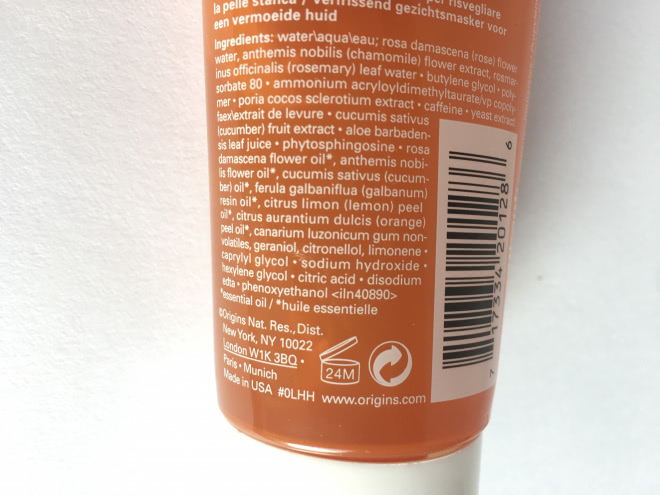 la pelle stanca / verfrissend gezichtsmasker voor
een vermoeide huid
Ingredients: water\aqua\eau; rosa damascena (rose) flower
water, anthemis nobilis (chamomile) flower extract, rosmar-
inus officinalis (rosemary) leaf water • butylene glycol • poly-
sorbate 80 • ammonium acryloyldimethyltaurate/vp copoly-
mer • poria cocos sclerotium extract • caffeine • yeast extract\
faex\extrait de levure • cucumis sativus
(cucumber) fruit extract • aloe barbaden-
sis leaf juice • phytosphingosine • rosa
damascena flower oil*, anthemis nobi-
lis flower oil*, cucumis sativus (cucum-
ber) oil*, ferula galbaniflua (galbanum)
resin oil*, citrus limon (lemon) peel
oil*, citrus aurantium dulcis (orange)
peel oil*, canarium luzonicum gum non-
volatiles, geraniol, citronellol, limonene •
caprylyl glycol • sodium hydroxide •
hexylene glycol • citric acid • disodium
edta • phenoxyethanol <iln40890>
*essential oil / *huile essentielle
©Origins Nat. Res., Dist.
New York, NY 10022
London W1K 3BQ •
Paris • Munich
Made in USA #0LHH www.origins.com
24M
7 17334 20128 6